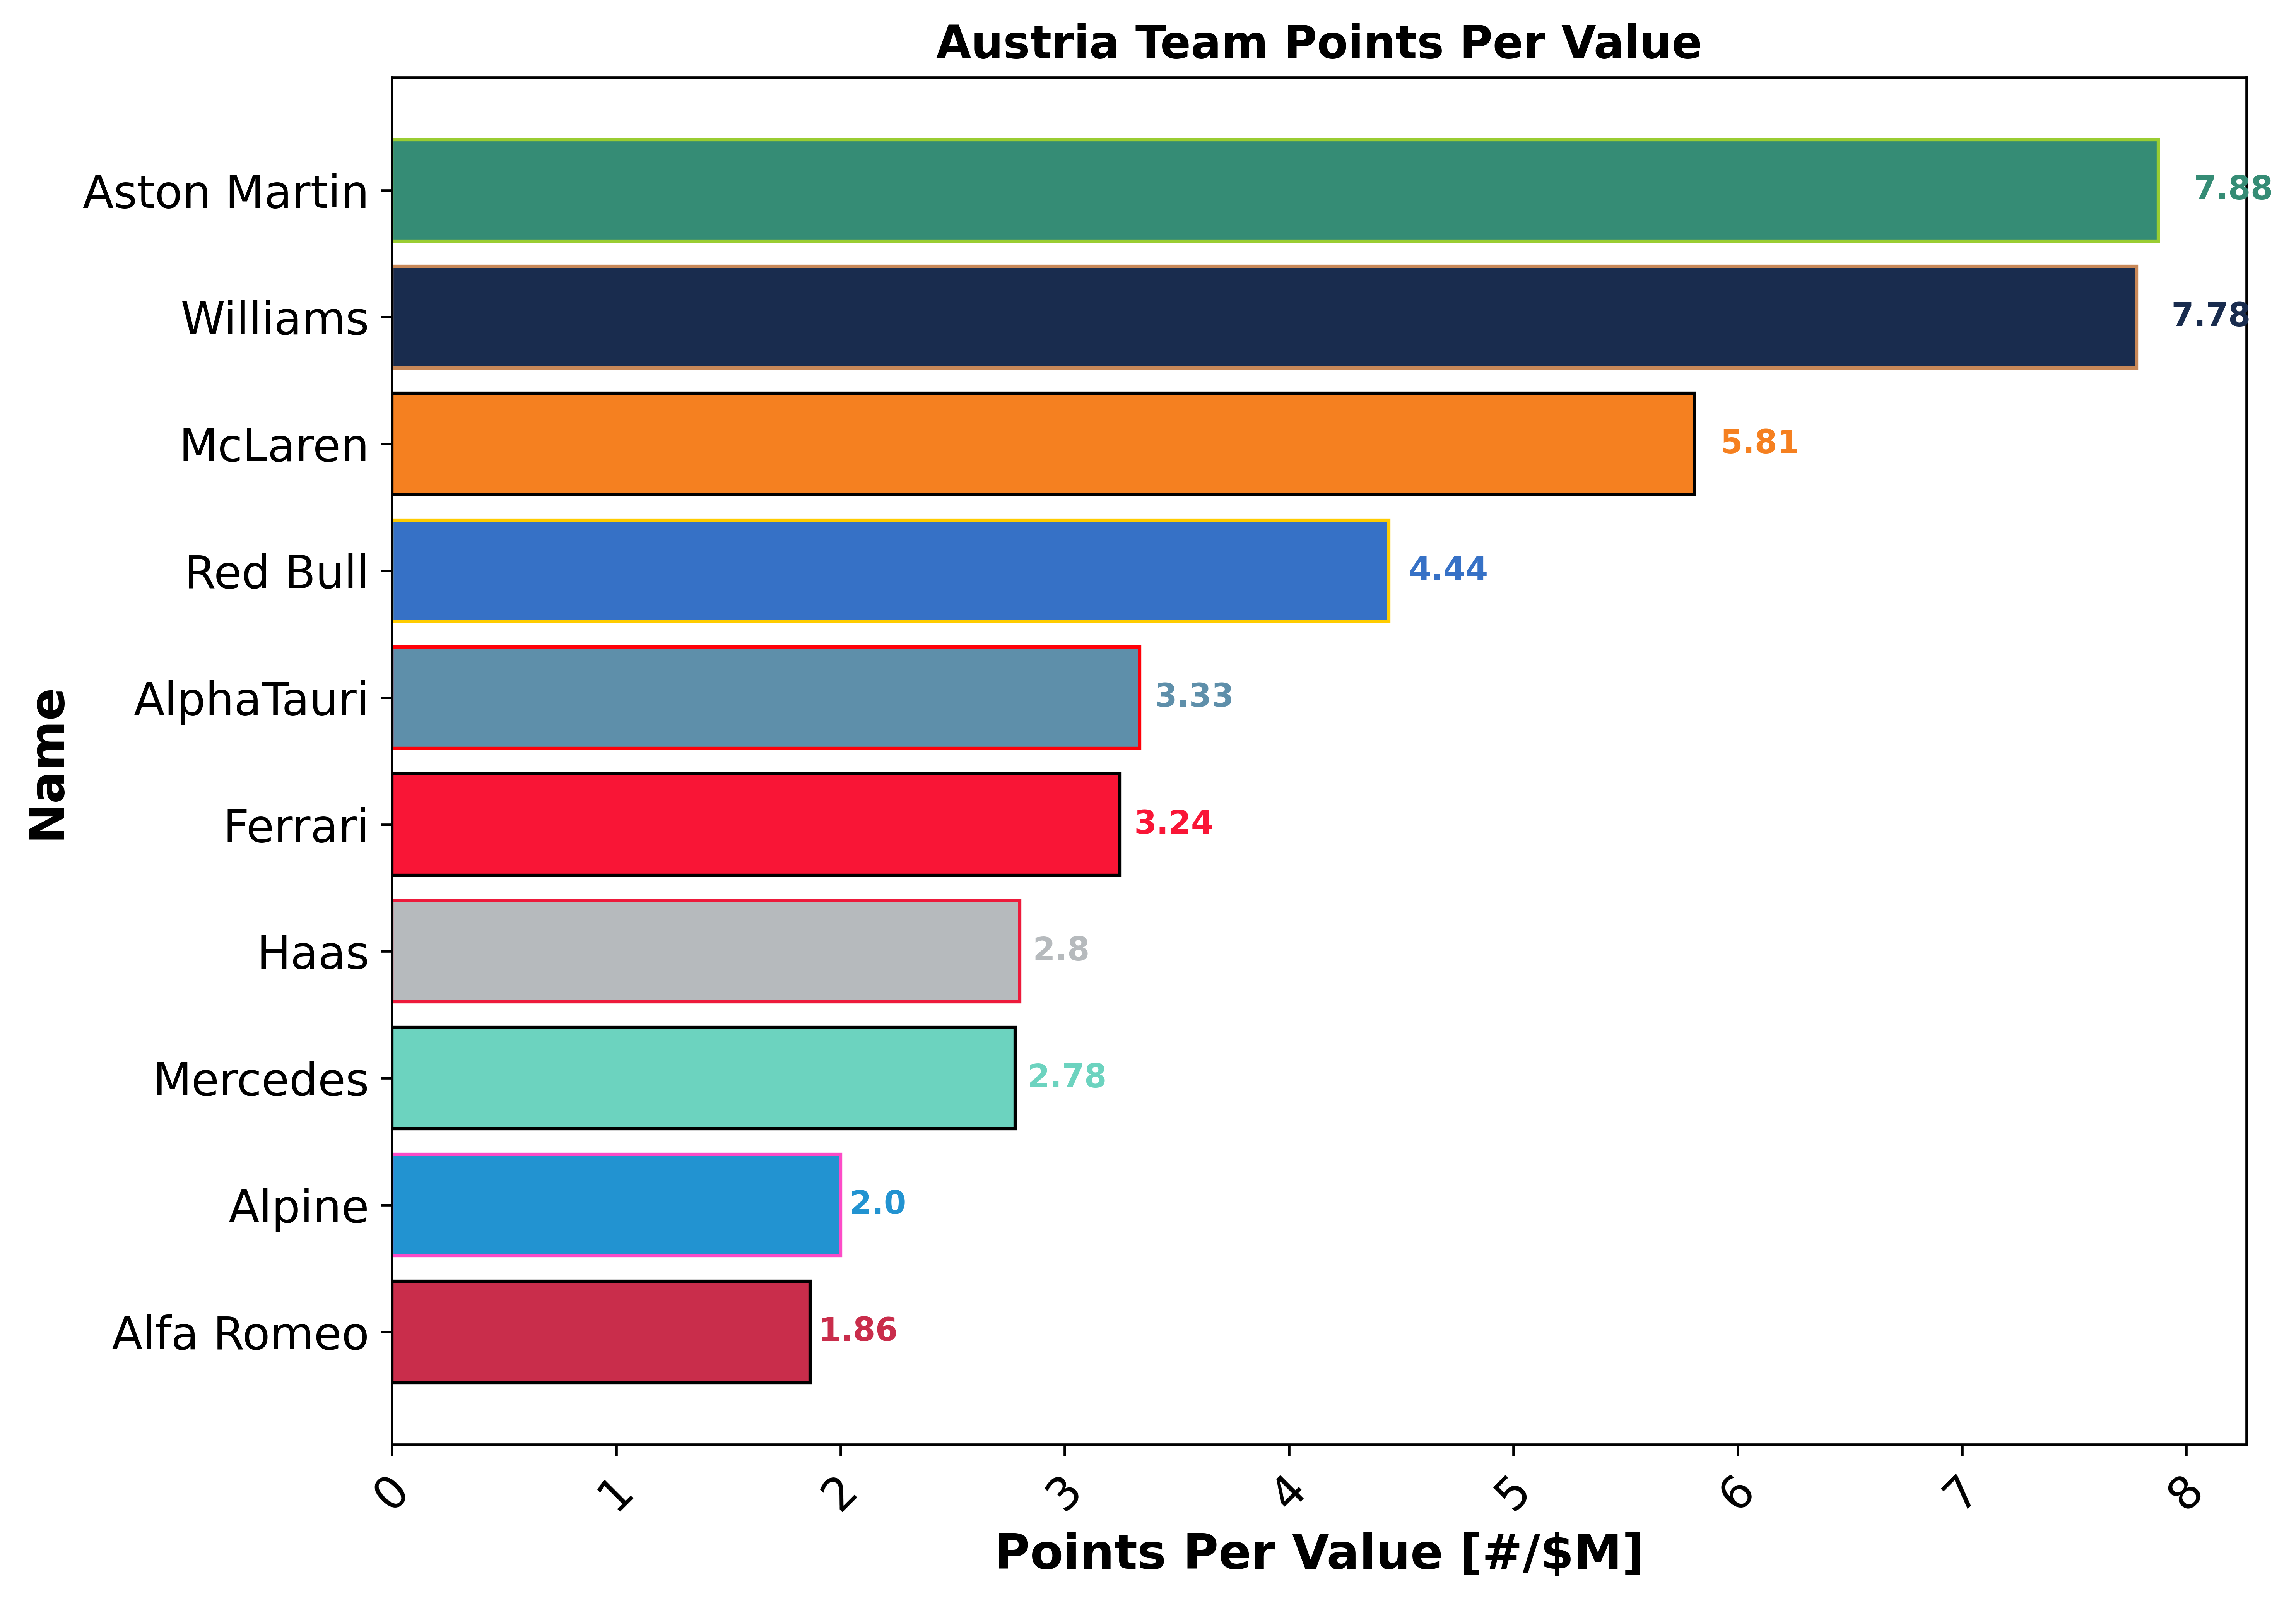 Austria Team Points Per Value
Aston Martin 7.88
Williams 7.78
McLaren 5.81
Red Bull 4.44
AlphaTauri 3.33
Ferrari 3.24
Haas 2.8
Mercedes 2.78
Alpine 2.0
Alfa Romeo 1.86
Name
0 1 2 3 4 5 6 7 8
Points Per Value [#/$M]